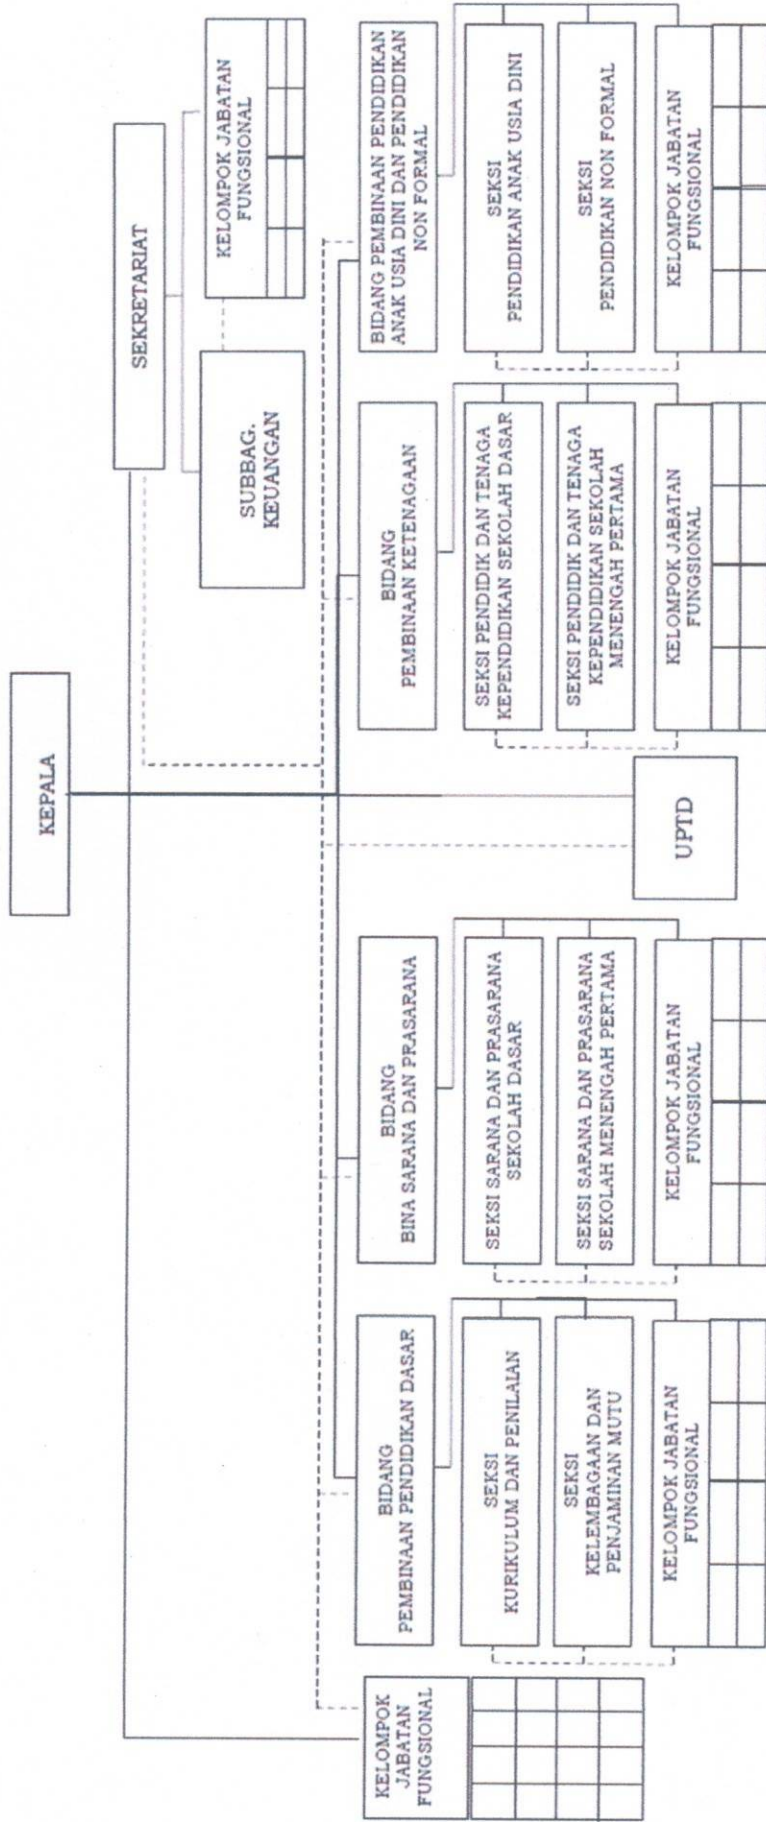 KEPALA
SEKRETARIAT
SUBBAG.
KEUANGAN
KELOMPOK JABATAN
FUNGSIONAL
KELOMPOK
JABATAN
FUNGSIONAL
BIDANG
PEMBINAAN PENDIDIKAN DASAR
SEKSI
KURIKULUM DAN PENILAIAN
SEKSI
KELEMBAGAAN DAN
PENJAMINAN MUTU
KELOMPOK JABATAN
FUNGSIONAL
BIDANG
BINA SARANA DAN PRASARANA
SEKSI SARANA DAN PRASARANA
SEKOLAH DASAR
SEKSI SARANA DAN PRASARANA
SEKOLAH MENENGAH PERTAMA
KELOMPOK JABATAN
FUNGSIONAL
UPTD
BIDANG
PEMBINAAN KETENAGAAN
SEKSI PENDIDIK DAN TENAGA
KEPENDIDIKAN SEKOLAH DASAR
SEKSI PENDIDIK DAN TENAGA
KEPENDIDIKAN SEKOLAH
MENENGAH PERTAMA
KELOMPOK JABATAN
FUNGSIONAL
BIDANG PEMBINAAN PENDIDIKAN
ANAK USIA DINI DAN PENDIDIKAN
NON FORMAL
SEKSI
PENDIDIKAN ANAK USIA DINI
SEKSI
PENDIDIKAN NON FORMAL
KELOMPOK JABATAN
FUNGSIONAL